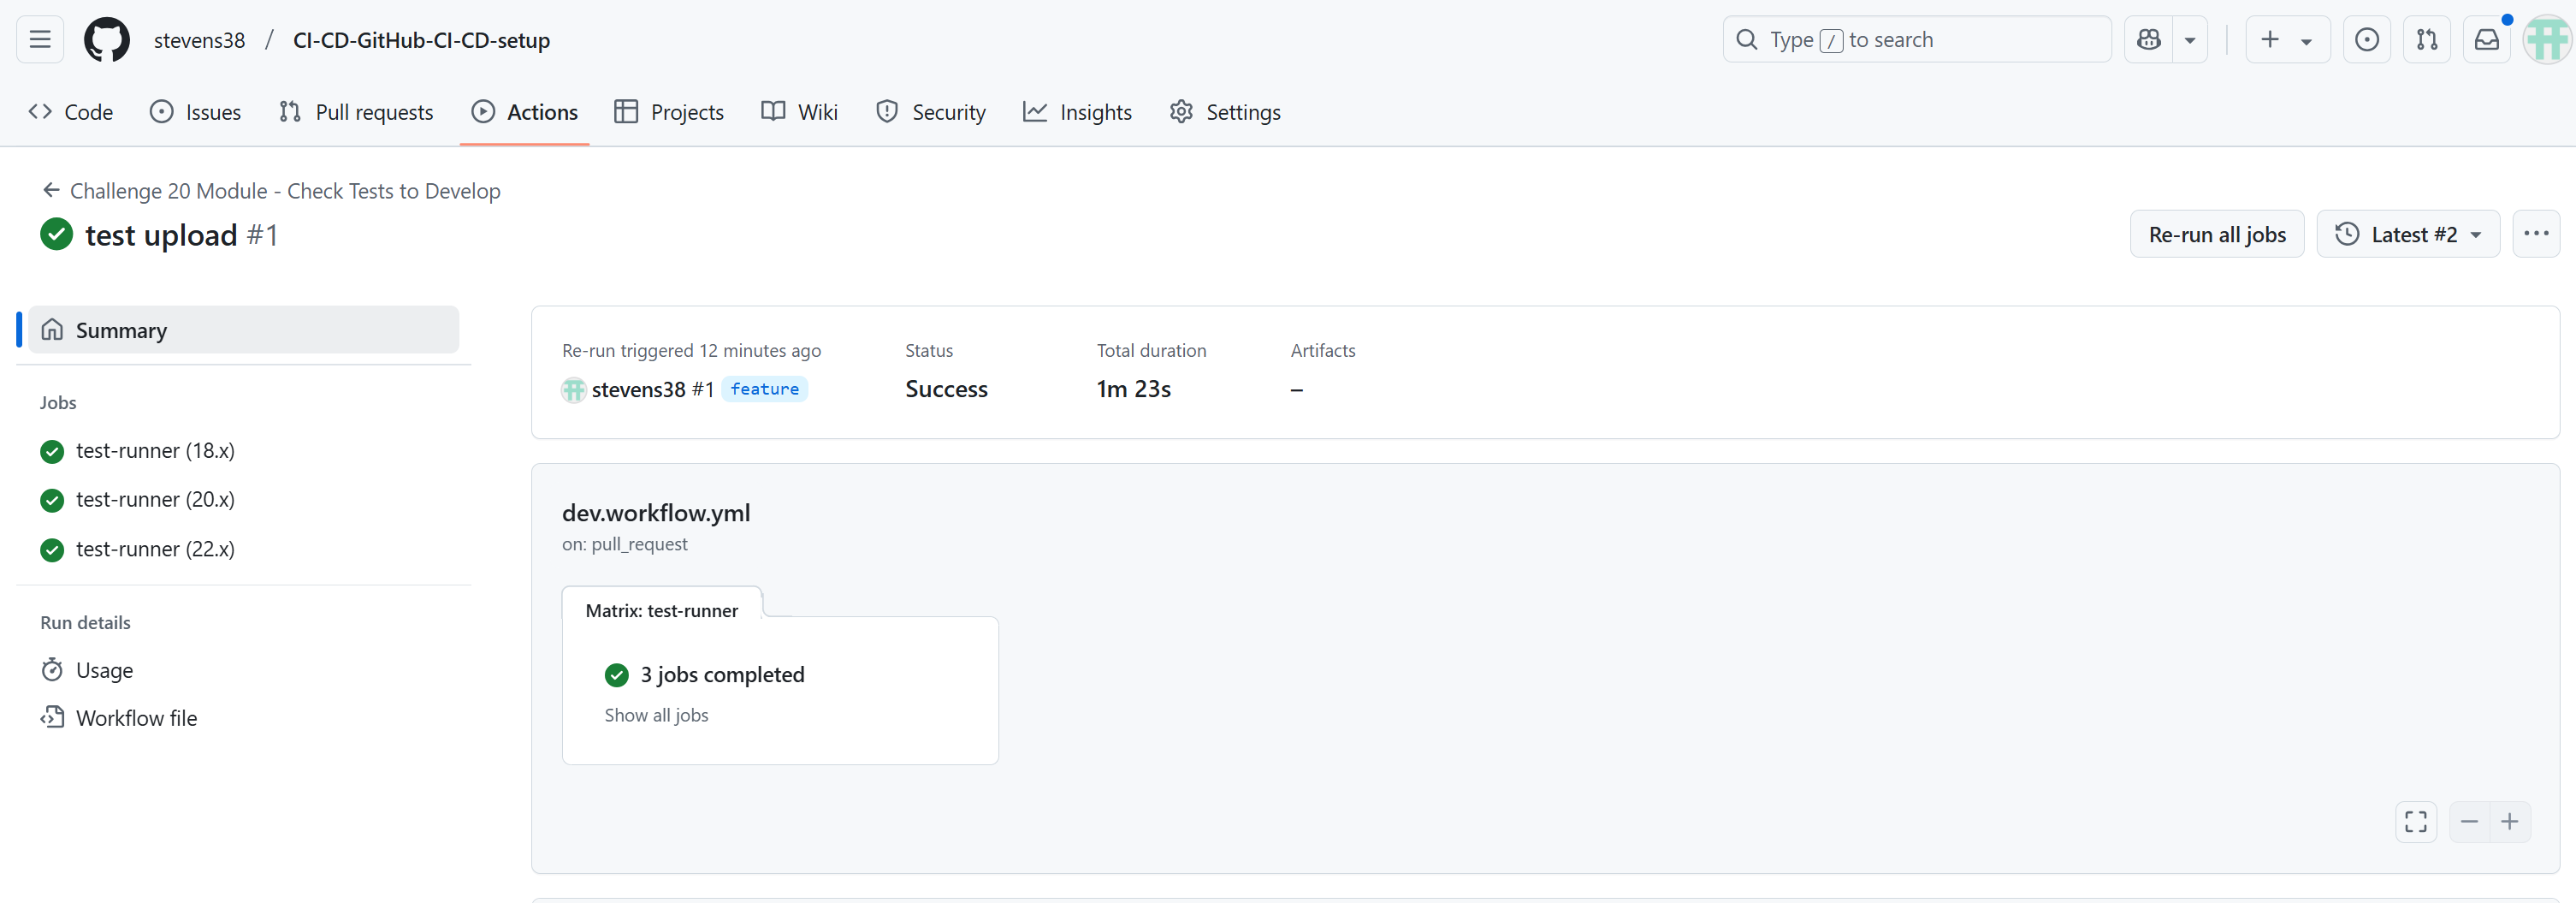 stevens38 / CI-CD-GitHub-CI-CD-setup
Type / to search
Code Issues Pull requests Actions Projects Wiki Security Insights Settings
Challenge 20 Module - Check Tests to Develop
test upload #1
Re-run all jobs
Latest #2
Summary
Jobs
test-runner (18.x)
test-runner (20.x)
test-runner (22.x)
Run details
Usage
Workflow file
Re-run triggered 12 minutes ago
stevens38 #1 feature
Status
Success
Total duration
1m 23s
Artifacts
–
dev.workflow.yml
on: pull_request
Matrix: test-runner
3 jobs completed
Show all jobs